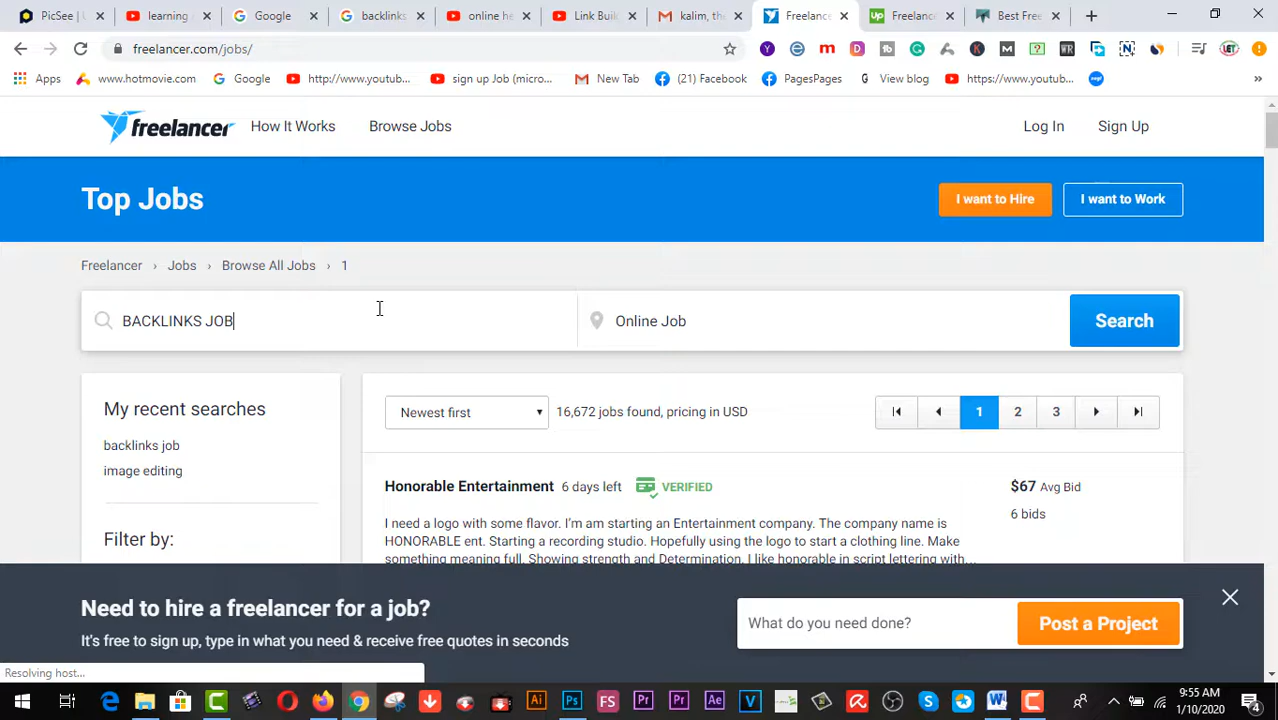 PicSee | L
learning
Google
backlinks
online he
Link Buil
kalim, the
Freelance
Freelance
Best Free
freelancer.com/jobs/
Apps
www.hotmovie.com
Google
http://www.youtub...
sign up Job (micro...
New Tab
(21) Facebook
PagesPages
View blog
https://www.youtub...
»
freelancer
How It Works
Browse Jobs
Log In
Sign Up
Top Jobs
I want to Hire
I want to Work
Freelancer › Jobs › Browse All Jobs › 1
BACKLINKS JOB
Online Job
Search
My recent searches
backlinks job
image editing
Filter by:
Newest first
16,672 jobs found, pricing in USD
1
2
3
Honorable Entertainment 6 days left VERIFIED
$67 Avg Bid
6 bids
I need a logo with some flavor. I'm am starting an Entertainment company. The company name is
HONORABLE ent. Starting a recording studio. Hopefully using the logo to start a clothing line. Make
something meaning full. Showing strength and Determination. I like honorable in script lettering with...
Need to hire a freelancer for a job?
It's free to sign up, type in what you need & receive free quotes in seconds
What do you need done?
Post a Project
Resolving host...
9:55 AM
1/10/2020